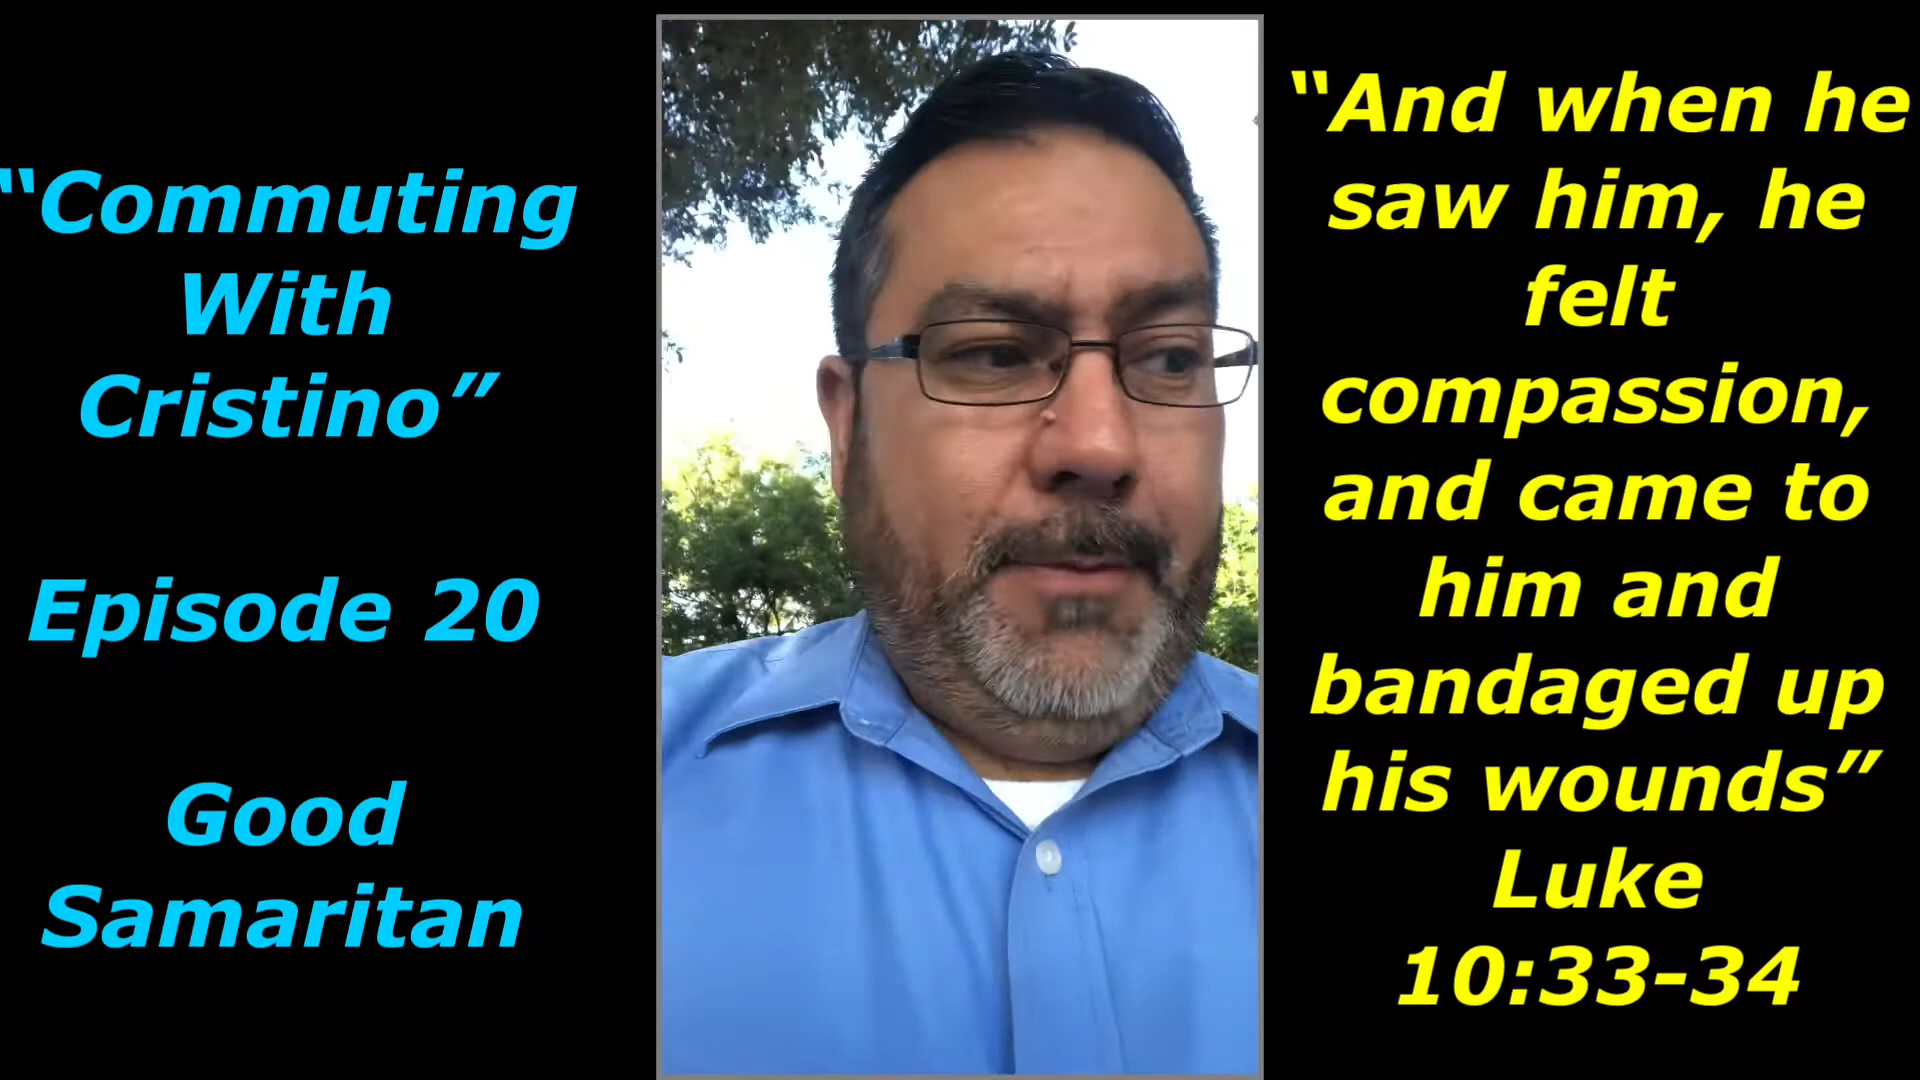 “Commuting
With
Cristino”
Episode 20
Good
Samaritan
“And when he
saw him, he
felt
compassion,
and came to
him and
bandaged up
his wounds”
Luke
10:33-34